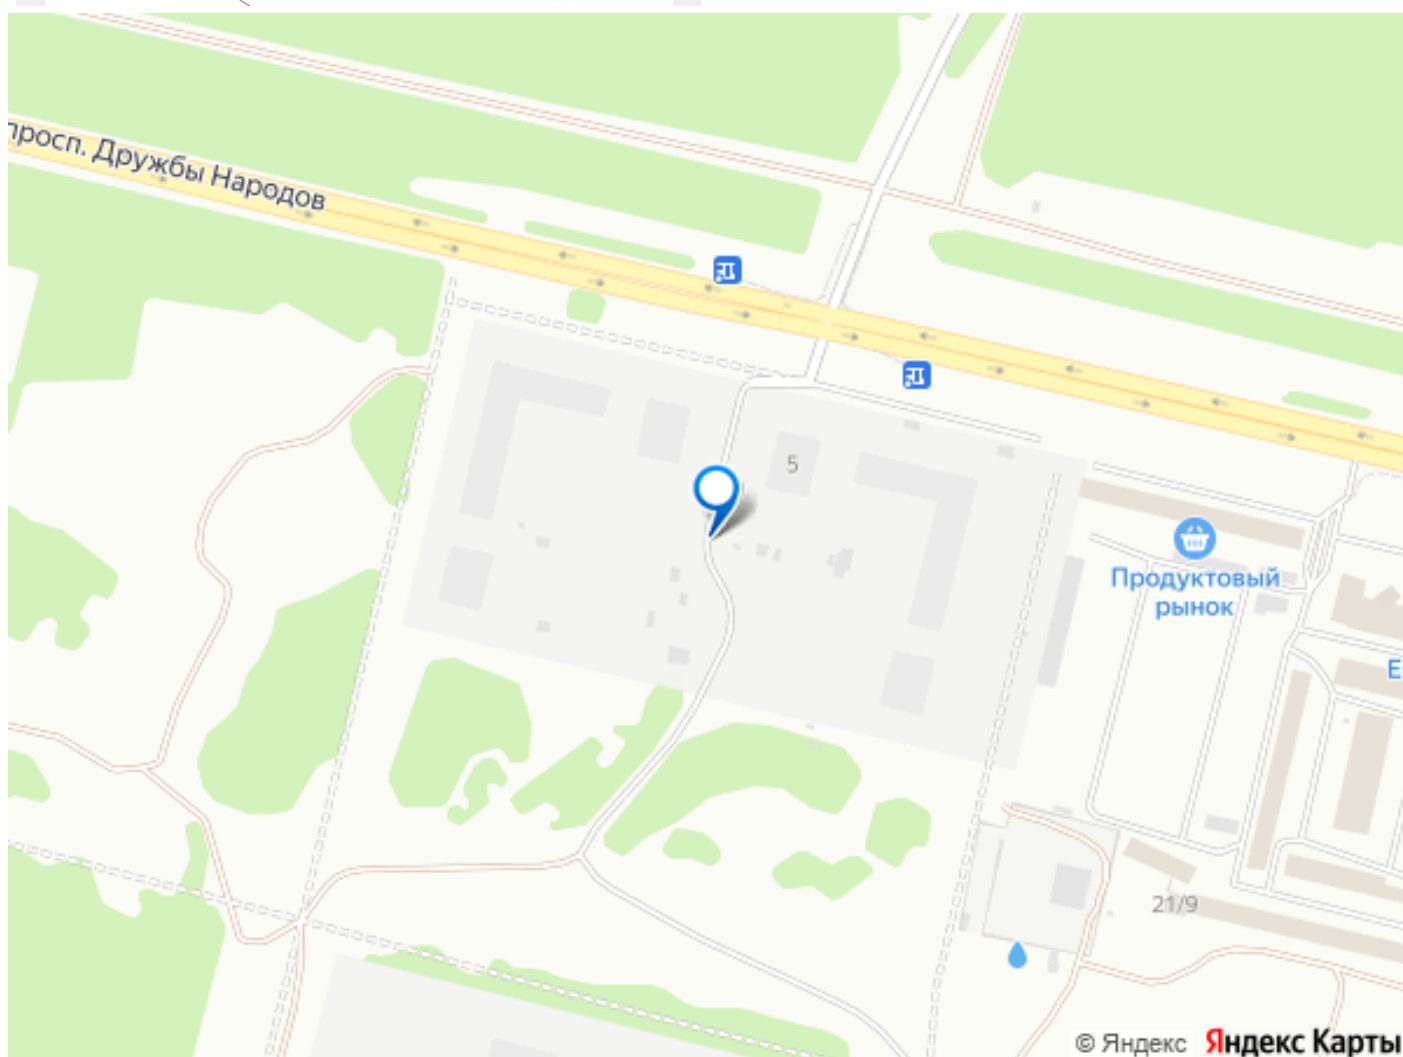 просп. Дружбы Народов
5
Продуктовый
рынок
Е
21/9
© Яндекс Яндекс Карты